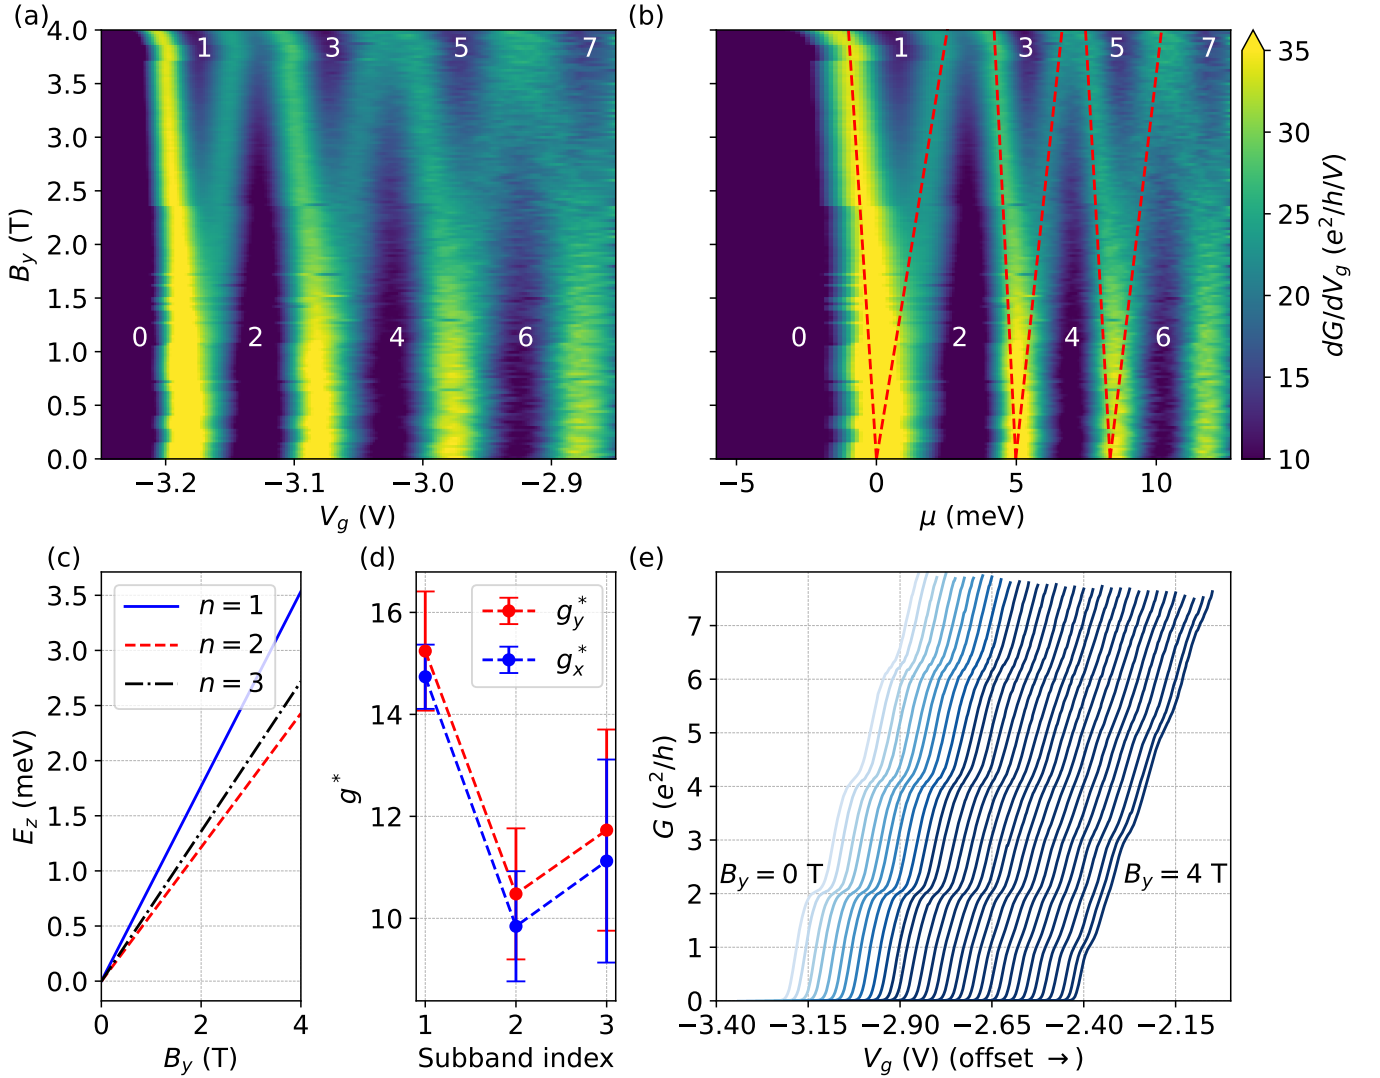 (a)
4.0
3.5
3.0
2.5
2.0
1.5
1.0
0.5
0.0
B_y (T)
1 3 5 7
0 2 4 6
−3.2 −3.1 −3.0 −2.9
V_g (V)
(b)
1 3 5 7
0 2 4 6
−5 0 5 10
μ (meV)
35
30
25
20
15
10
dG/dV_g (e²/h/V)
(c)
3.5
3.0
2.5
2.0
1.5
1.0
0.5
0.0
E_z (meV)
n = 1
n = 2
n = 3
0 2 4
B_y (T)
(d)
16
14
12
10
g*
g_y*
g_x*
1 2 3
Subband index
(e)
7
6
5
4
3
2
1
0
G (e²/h)
B_y = 0 T
B_y = 4 T
−3.40 −3.15 −2.90 −2.65 −2.40 −2.15
V_g (V) (offset →)